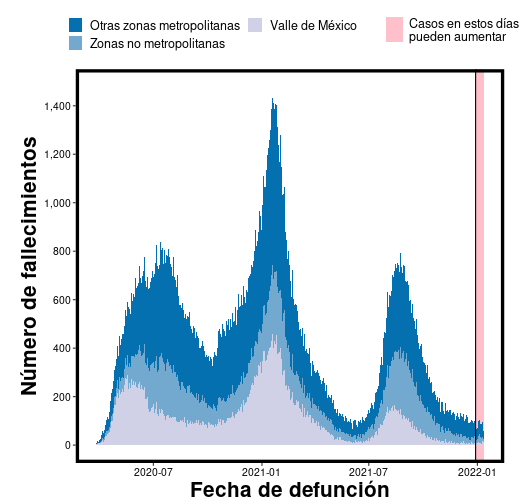 Otras zonas metropolitanas
Valle de México
Zonas no metropolitanas
Casos en estos días
pueden aumentar
Número de fallecimientos
1,400
1,200
1,000
800
600
400
200
0
2020-07
2021-01
2021-07
2022-01
Fecha de defunción